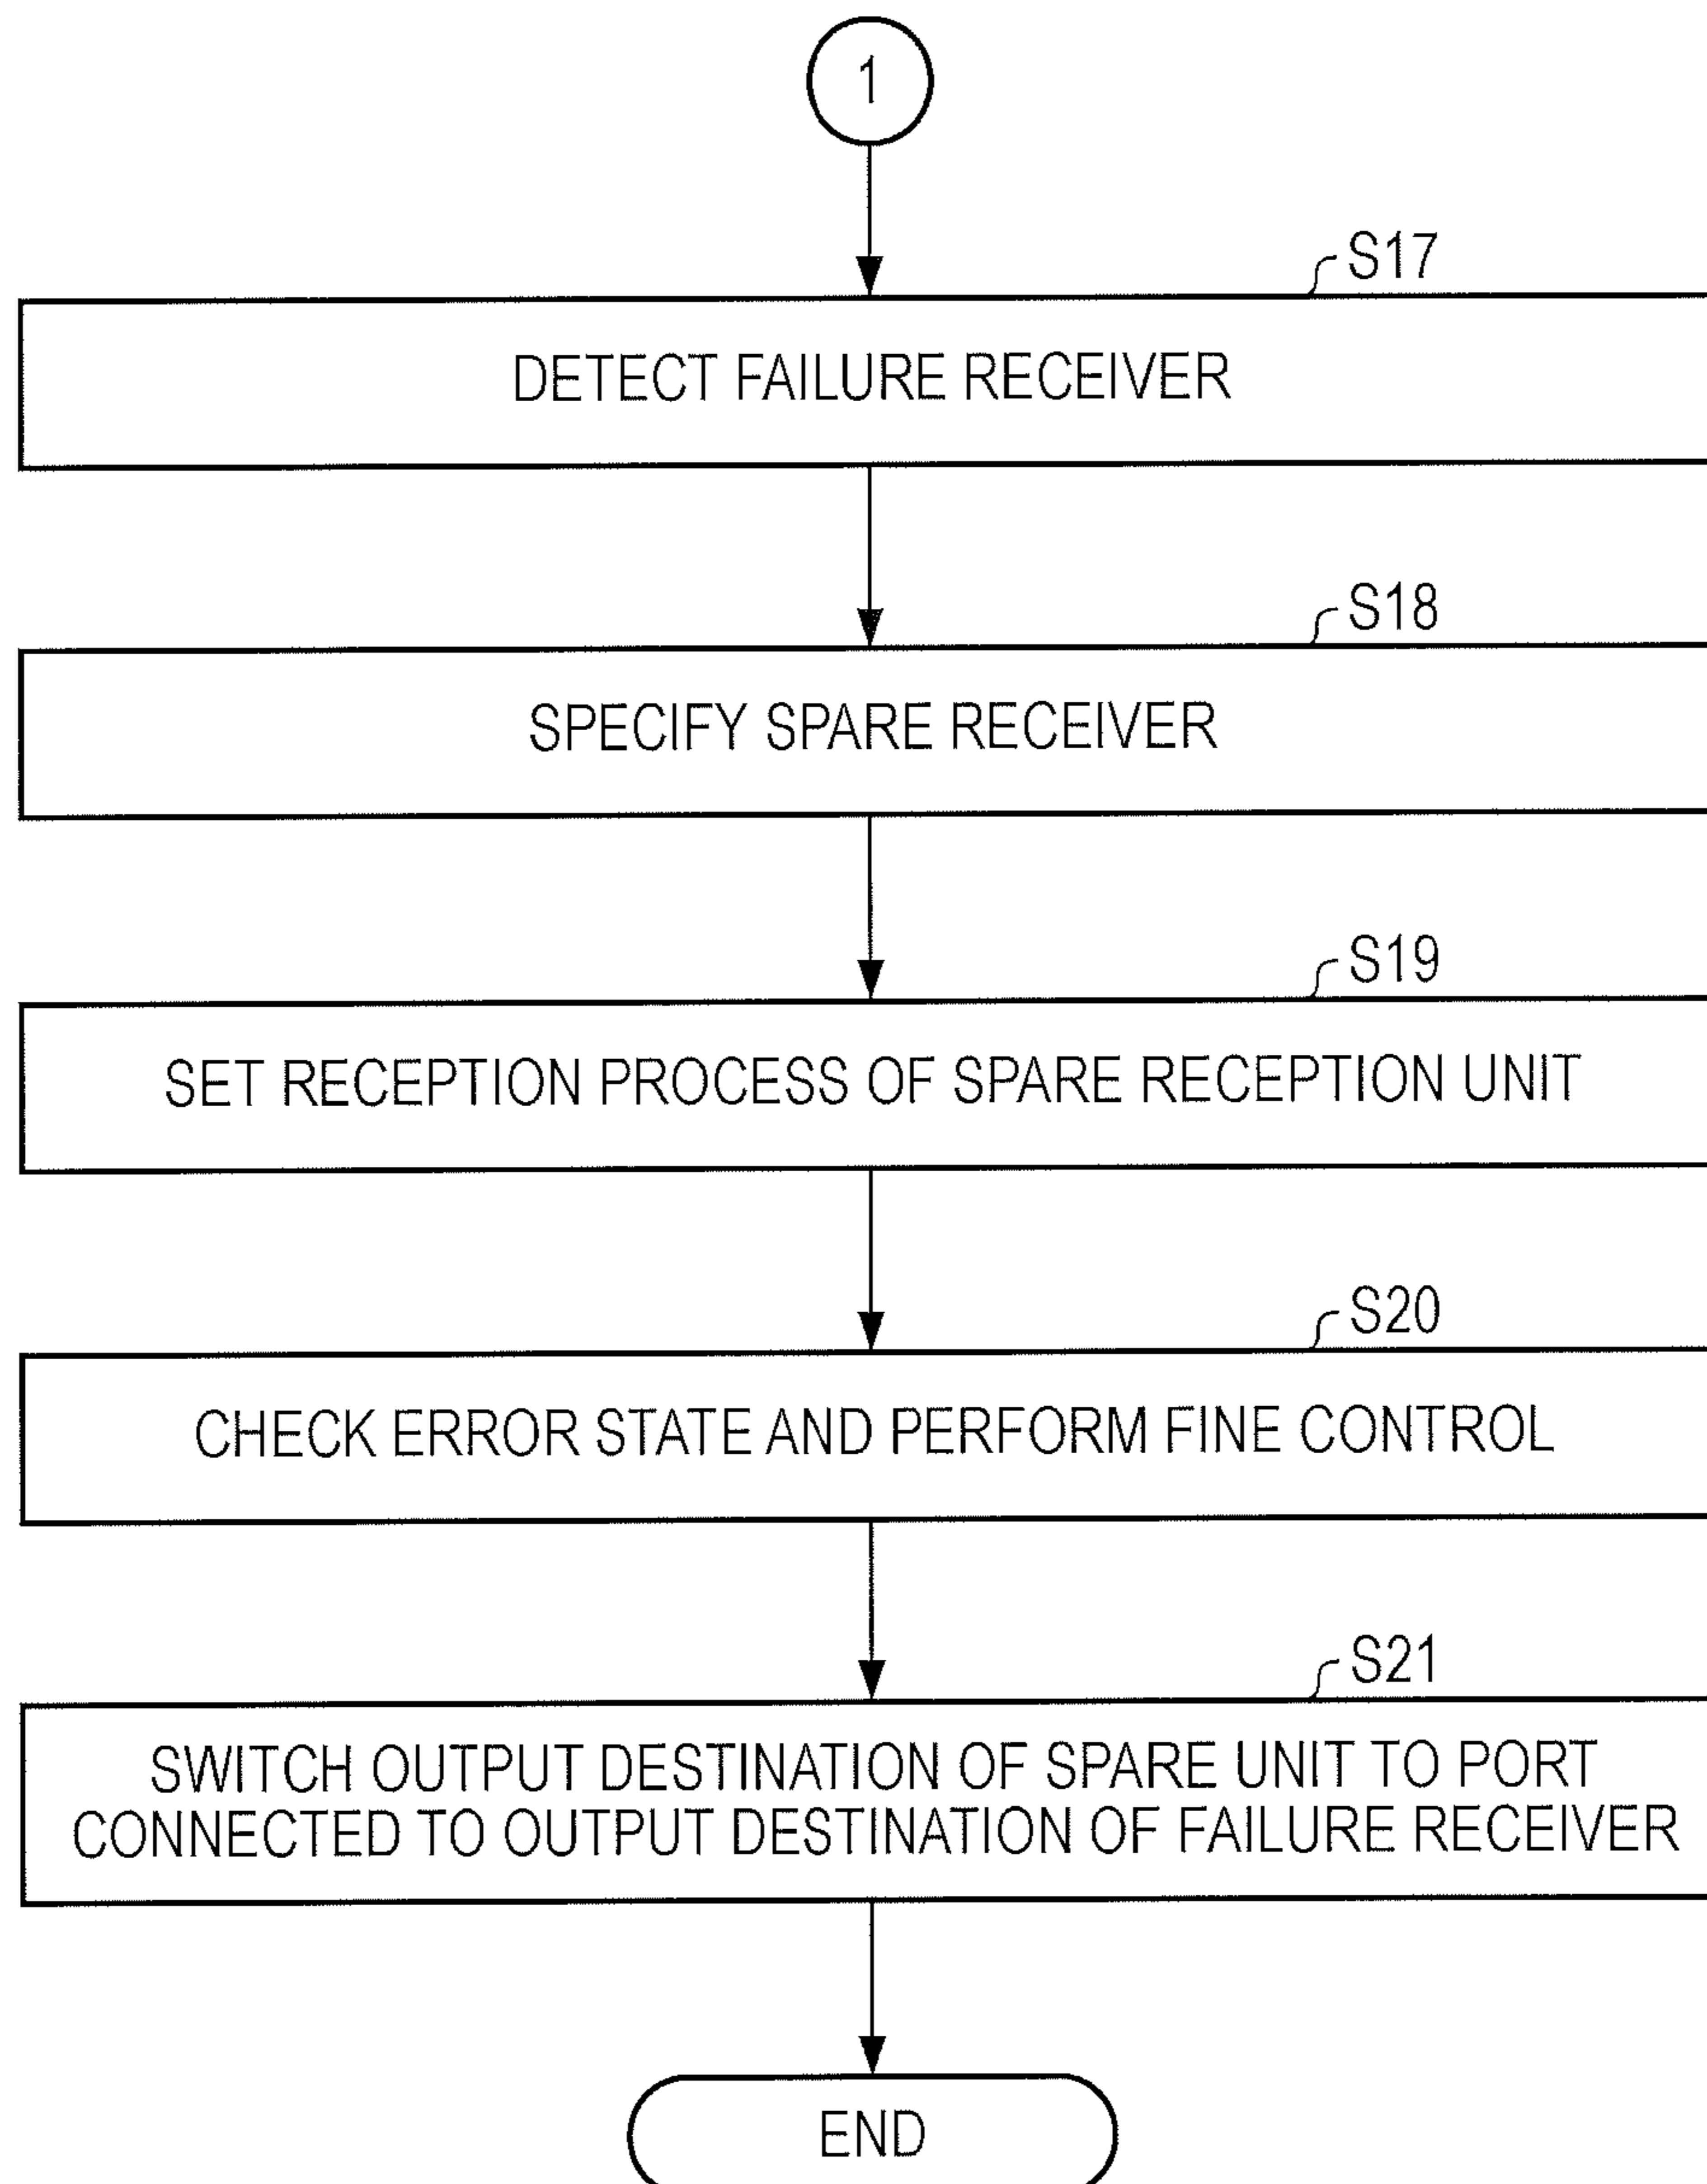 1
S17
DETECT FAILURE RECEIVER
S18
SPECIFY SPARE RECEIVER
S19
SET RECEPTION PROCESS OF SPARE RECEPTION UNIT
S20
CHECK ERROR STATE AND PERFORM FINE CONTROL
S21
SWITCH OUTPUT DESTINATION OF SPARE UNIT TO PORT
CONNECTED TO OUTPUT DESTINATION OF FAILURE RECEIVER
END